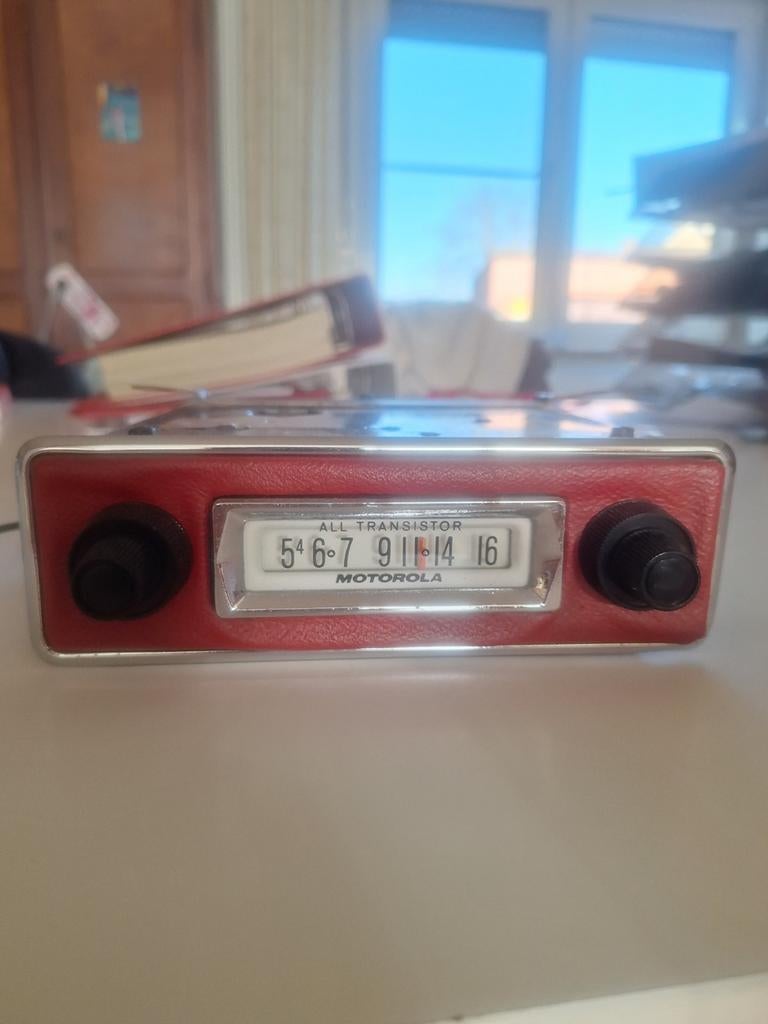 ALL TRANSISTOR
5⁴ 6 7 9 11 14 16
MOTOROLA